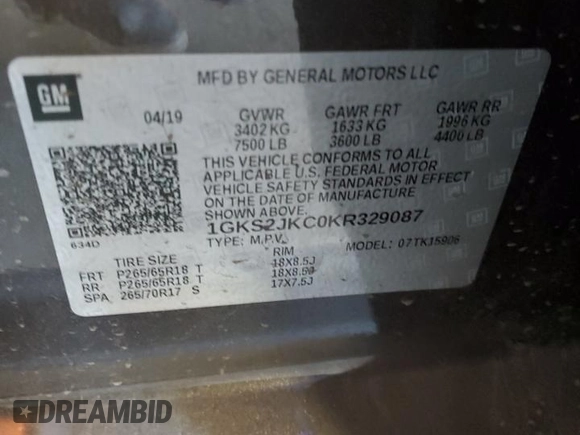 GM
MFD BY GENERAL MOTORS LLC
04/19 GVWR GAWR FRT GAWR RR
3402 KG 1633 KG 1996 KG
7500 LB 3600 LB 4400 LB
THIS VEHICLE CONFORMS TO ALL
APPLICABLE U.S. FEDERAL MOTOR
VEHICLE SAFETY STANDARDS IN EFFECT
ON THE DATE OF MANUFACTURE
SHOWN ABOVE.
1GKS2JKC0KR329087
634D
TYPE: M.P.V. MODEL: 07TK15906
TIRE SIZE RIM
FRT P265/65R18 T 18X8.5J
RR P265/65R18 T 18X8.5J
SPA 265/70R17 S 17X7.5J
DREAMBID